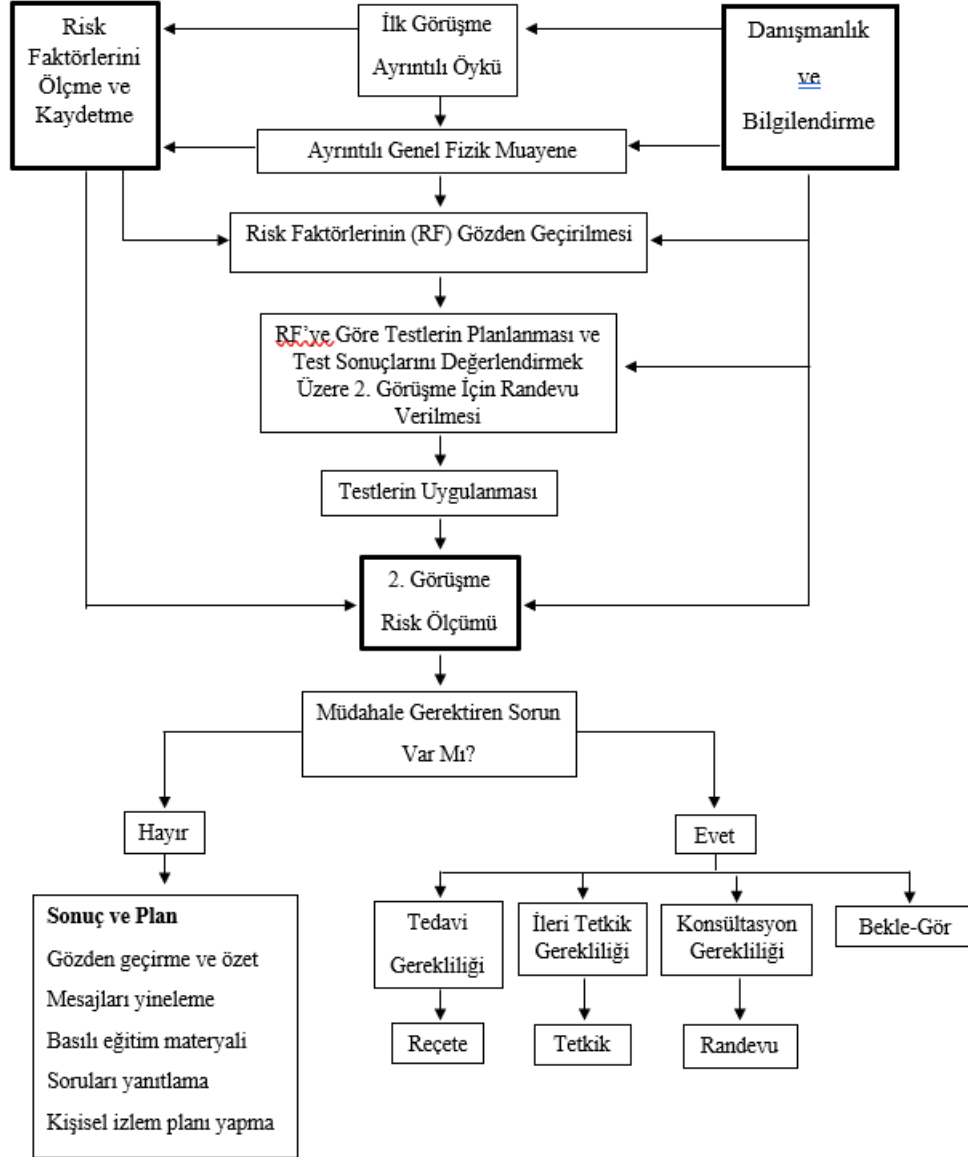 Risk
Faktörlerini
Ölçme ve
Kaydetme
İlk Görüşme
Ayrıntılı Öykü
Danışmanlık
ve
Bilgilendirme
Ayrıntılı Genel Fizik Muayene
Risk Faktörlerinin (RF) Gözden Geçirilmesi
RF’ye Göre Testlerin Planlanması ve
Test Sonuçlarını Değerlendirmek
Üzere 2. Görüşme İçin Randevu
Verilmesi
Testlerin Uygulanması
2. Görüşme
Risk Ölçümü
Müdahale Gerektiren Sorun
Var Mı?
Hayır
Evet
Sonuç ve Plan
Gözden geçirme ve özet
Mesajları yineleme
Basılı eğitim materyali
Soruları yanıtlama
Kişisel izlem planı yapma
Tedavi
Gerekliliği
İleri Tetkik
Gerekliliği
Konsültasyon
Gerekliliği
Bekle-Gör
Reçete
Tetkik
Randevu